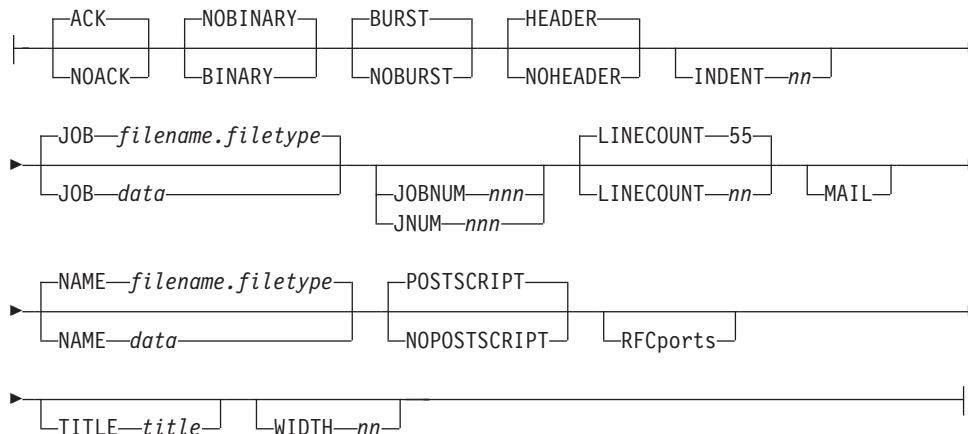 ACK NOBINARY BURST HEADER
NOACK BINARY NOBURST NOHEADER INDENT nn
JOB filename.filetype LINECOUNT 55
JOB data JOBNUM nnn LINECOUNT nn MAIL
JNUM nnn
NAME filename.filetype POSTSCRIPT
NAME data NOPOSTSCRIPT RFCports
TITLE title WIDTH nn